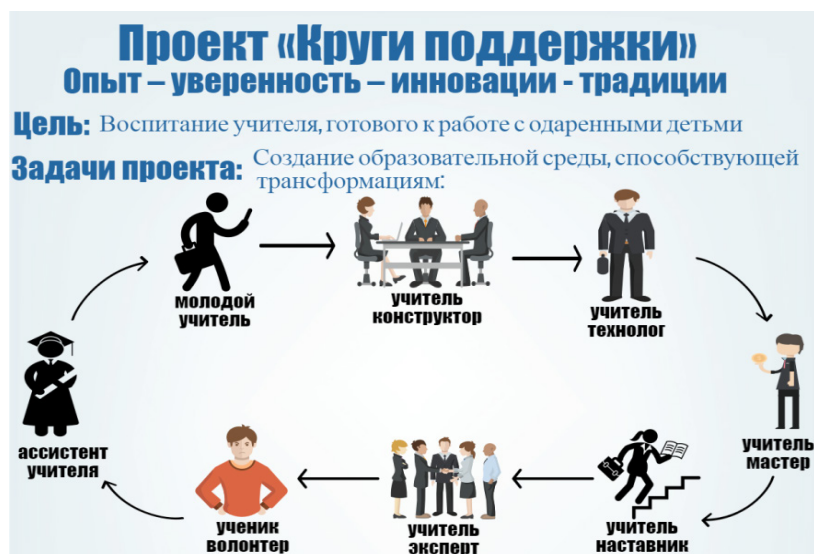 Проект «Круги поддержки»
Опыт – уверенность – инновации - традиции
Цель: Воспитание учителя, готового к работе с одаренными детьми
Задачи проекта: Создание образовательной среды, способствующей
трансформациям:
молодой
учитель
учитель
конструктор
учитель
технолог
учитель
мастер
учитель
наставник
учитель
эксперт
ученик
волонтер
ассистент
учителя